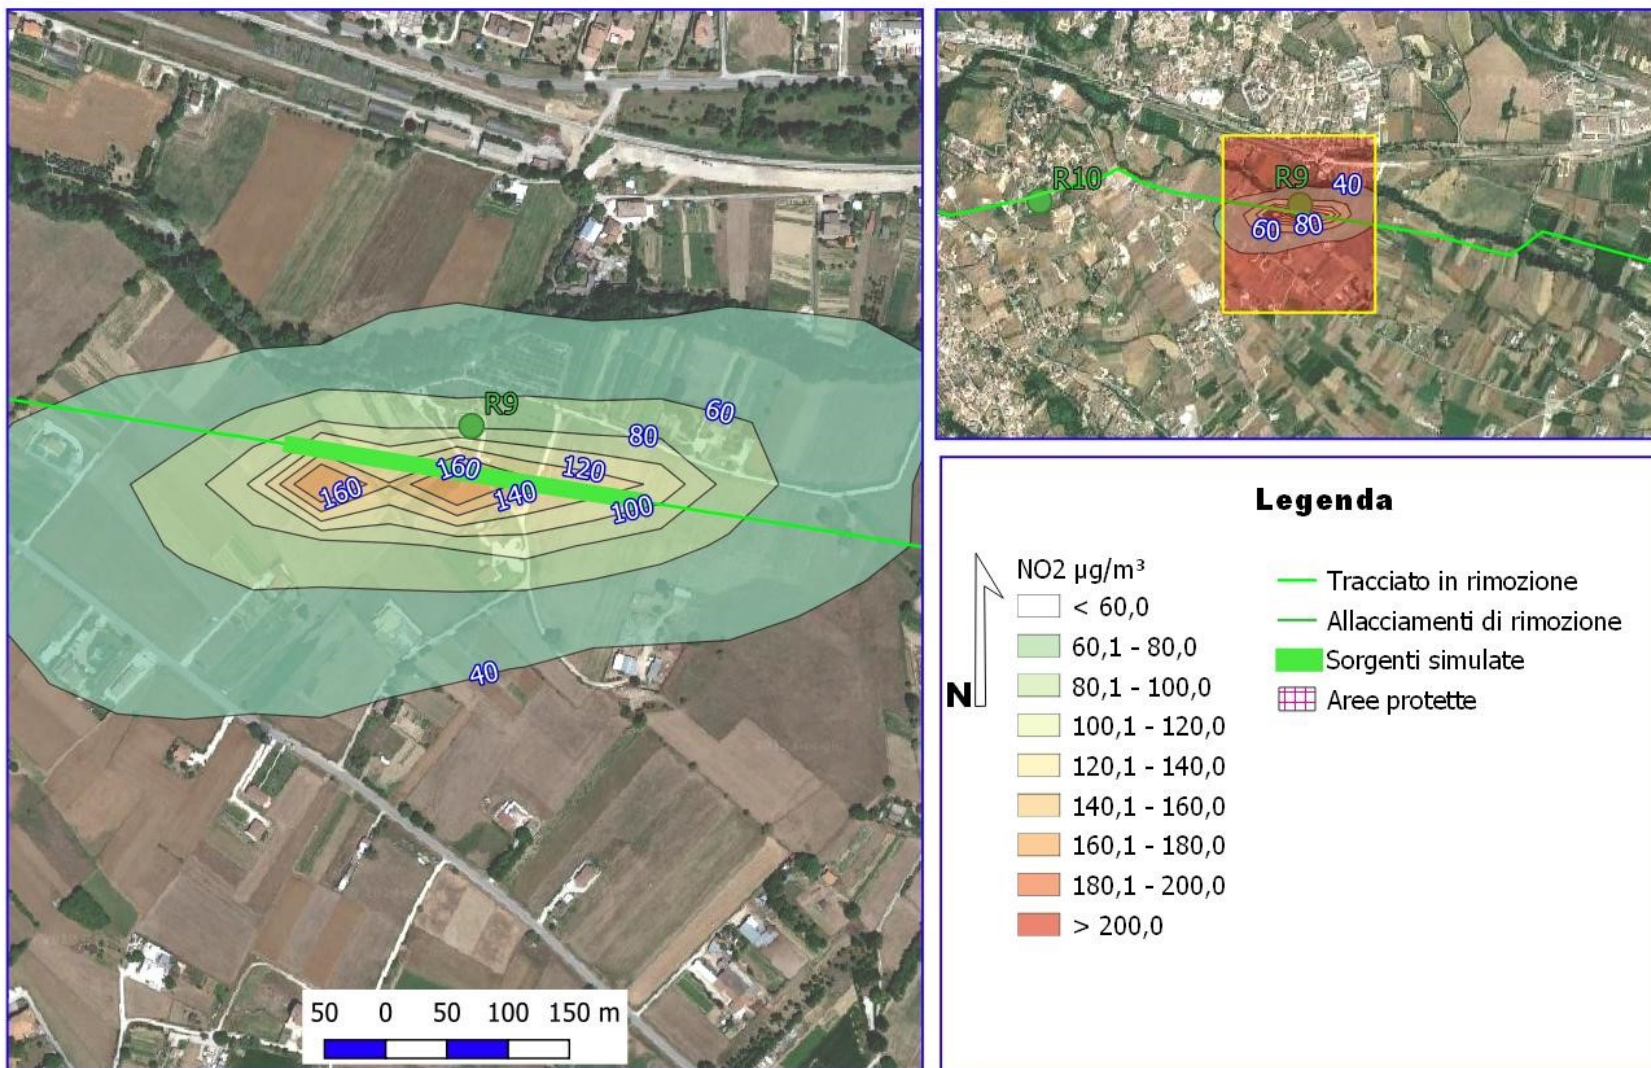 R9
60
80
160
120
160
140
100
40
50 0 50 100 150 m
R10
R9
40
60
80
Legenda
N
NO2 µg/m³
< 60,0
60,1 - 80,0
80,1 - 100,0
100,1 - 120,0
120,1 - 140,0
140,1 - 160,0
160,1 - 180,0
180,1 - 200,0
> 200,0
Tracciato in rimozione
Allacciamenti di rimozione
Sorgenti simulate
Aree protette